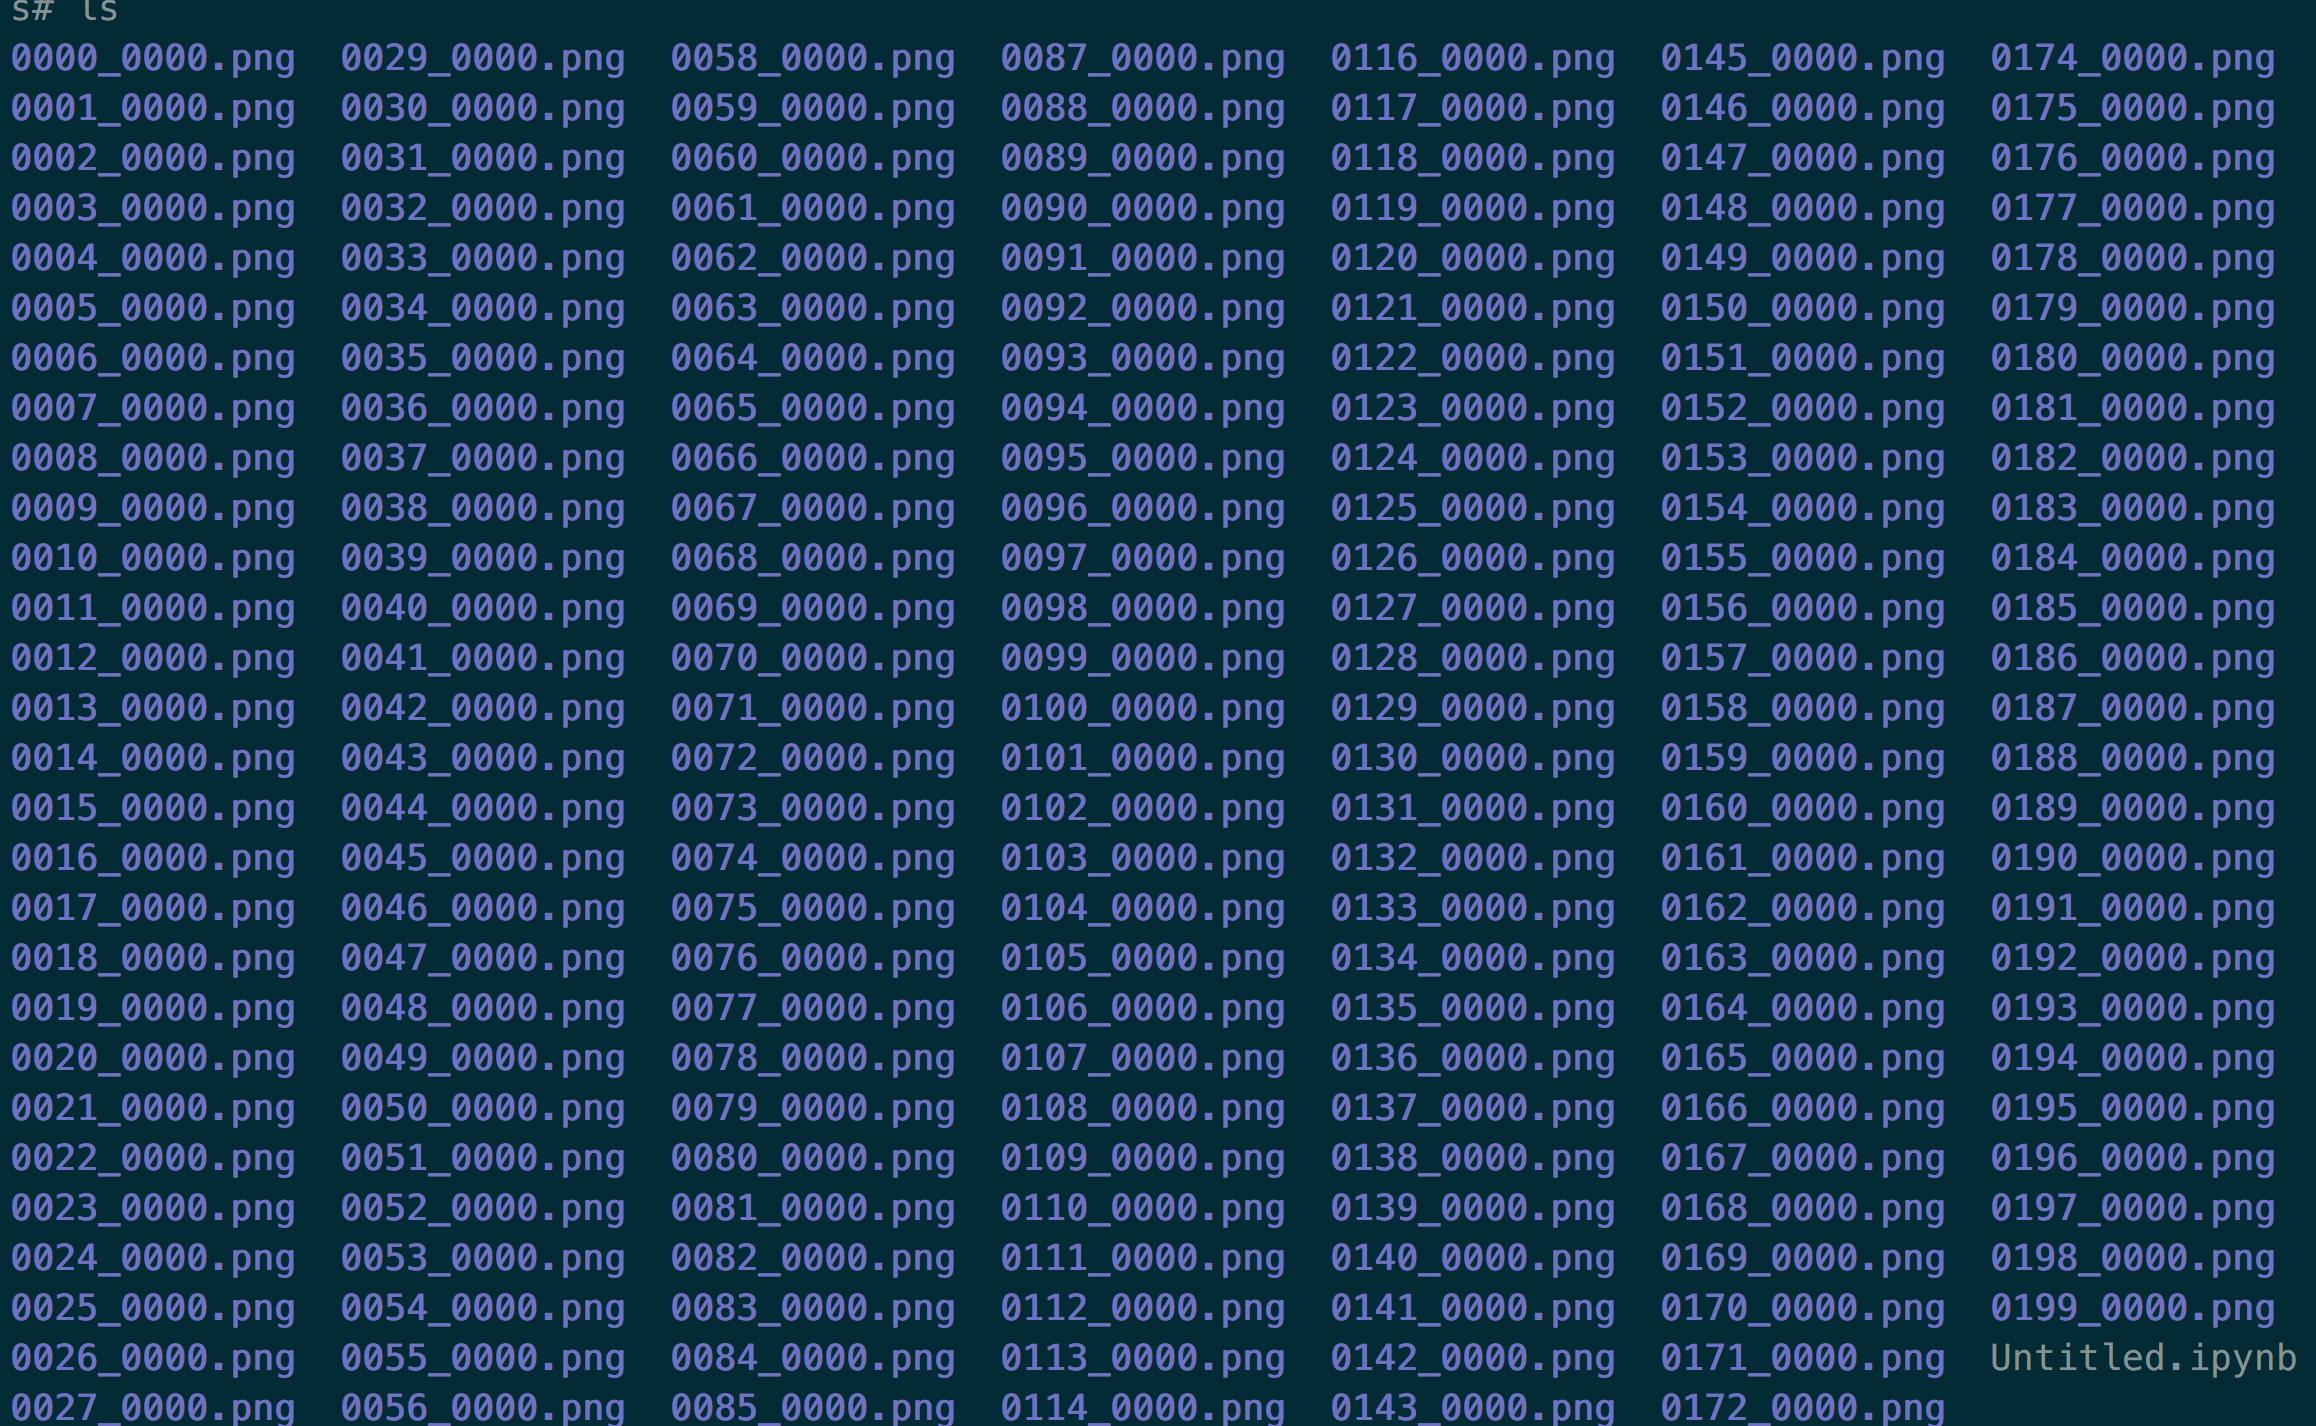 s# ls
0000_0000.png 0029_0000.png 0058_0000.png 0087_0000.png 0116_0000.png 0145_0000.png 0174_0000.png
0001_0000.png 0030_0000.png 0059_0000.png 0088_0000.png 0117_0000.png 0146_0000.png 0175_0000.png
0002_0000.png 0031_0000.png 0060_0000.png 0089_0000.png 0118_0000.png 0147_0000.png 0176_0000.png
0003_0000.png 0032_0000.png 0061_0000.png 0090_0000.png 0119_0000.png 0148_0000.png 0177_0000.png
0004_0000.png 0033_0000.png 0062_0000.png 0091_0000.png 0120_0000.png 0149_0000.png 0178_0000.png
0005_0000.png 0034_0000.png 0063_0000.png 0092_0000.png 0121_0000.png 0150_0000.png 0179_0000.png
0006_0000.png 0035_0000.png 0064_0000.png 0093_0000.png 0122_0000.png 0151_0000.png 0180_0000.png
0007_0000.png 0036_0000.png 0065_0000.png 0094_0000.png 0123_0000.png 0152_0000.png 0181_0000.png
0008_0000.png 0037_0000.png 0066_0000.png 0095_0000.png 0124_0000.png 0153_0000.png 0182_0000.png
0009_0000.png 0038_0000.png 0067_0000.png 0096_0000.png 0125_0000.png 0154_0000.png 0183_0000.png
0010_0000.png 0039_0000.png 0068_0000.png 0097_0000.png 0126_0000.png 0155_0000.png 0184_0000.png
0011_0000.png 0040_0000.png 0069_0000.png 0098_0000.png 0127_0000.png 0156_0000.png 0185_0000.png
0012_0000.png 0041_0000.png 0070_0000.png 0099_0000.png 0128_0000.png 0157_0000.png 0186_0000.png
0013_0000.png 0042_0000.png 0071_0000.png 0100_0000.png 0129_0000.png 0158_0000.png 0187_0000.png
0014_0000.png 0043_0000.png 0072_0000.png 0101_0000.png 0130_0000.png 0159_0000.png 0188_0000.png
0015_0000.png 0044_0000.png 0073_0000.png 0102_0000.png 0131_0000.png 0160_0000.png 0189_0000.png
0016_0000.png 0045_0000.png 0074_0000.png 0103_0000.png 0132_0000.png 0161_0000.png 0190_0000.png
0017_0000.png 0046_0000.png 0075_0000.png 0104_0000.png 0133_0000.png 0162_0000.png 0191_0000.png
0018_0000.png 0047_0000.png 0076_0000.png 0105_0000.png 0134_0000.png 0163_0000.png 0192_0000.png
0019_0000.png 0048_0000.png 0077_0000.png 0106_0000.png 0135_0000.png 0164_0000.png 0193_0000.png
0020_0000.png 0049_0000.png 0078_0000.png 0107_0000.png 0136_0000.png 0165_0000.png 0194_0000.png
0021_0000.png 0050_0000.png 0079_0000.png 0108_0000.png 0137_0000.png 0166_0000.png 0195_0000.png
0022_0000.png 0051_0000.png 0080_0000.png 0109_0000.png 0138_0000.png 0167_0000.png 0196_0000.png
0023_0000.png 0052_0000.png 0081_0000.png 0110_0000.png 0139_0000.png 0168_0000.png 0197_0000.png
0024_0000.png 0053_0000.png 0082_0000.png 0111_0000.png 0140_0000.png 0169_0000.png 0198_0000.png
0025_0000.png 0054_0000.png 0083_0000.png 0112_0000.png 0141_0000.png 0170_0000.png 0199_0000.png
0026_0000.png 0055_0000.png 0084_0000.png 0113_0000.png 0142_0000.png 0171_0000.png Untitled.ipynb
0027_0000.png 0056_0000.png 0085_0000.png 0114_0000.png 0143_0000.png 0172_0000.png